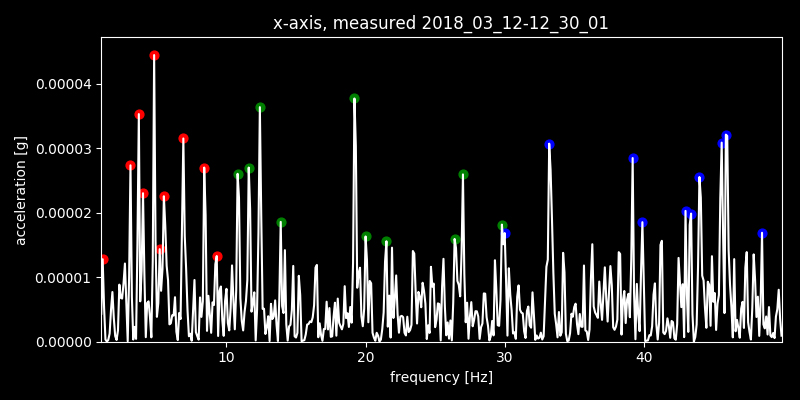 x-axis, measured 2018_03_12-12_30_01
acceleration [g]
0.00004
0.00003
0.00002
0.00001
0.00000
10 20 30 40
frequency [Hz]